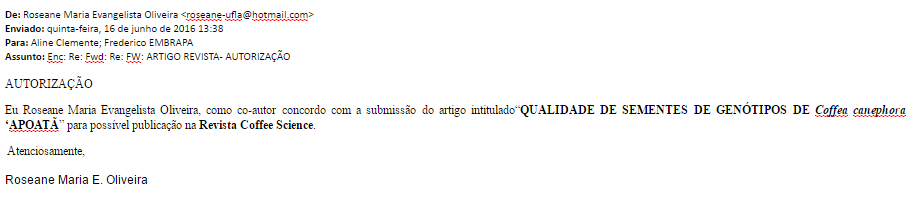 De: Roseane Maria Evangelista Oliveira <roseane-ufla@hotmail.com>
Enviado: quinta-feira, 16 de junho de 2016 13:38
Para: Aline Clemente; Frederico EMBRAPA
Assunto: Enc: Re: Fwd: Re: FW: ARTIGO REVISTA- AUTORIZAÇÃO
AUTORIZAÇÃO
Eu Roseane Maria Evangelista Oliveira, como co-autor concordo com a submissão do artigo intitulado“QUALIDADE DE SEMENTES DE GENÓTIPOS DE Coffea canephora
‘APOATÔ para possível publicação na Revista Coffee Science.
Atenciosamente,
Roseane Maria E. Oliveira